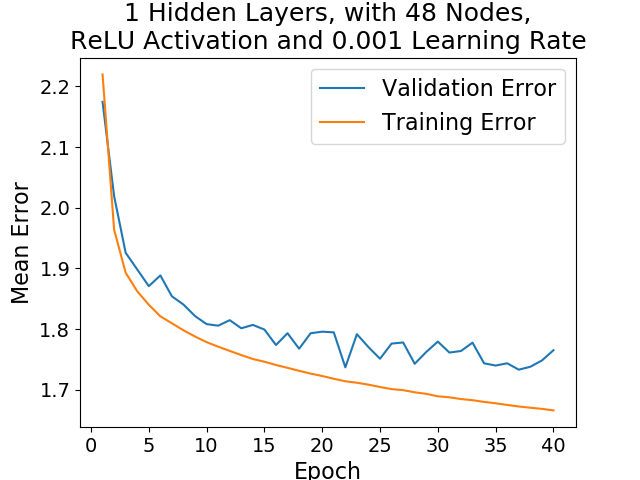 1 Hidden Layers, with 48 Nodes,
ReLU Activation and 0.001 Learning Rate
Validation Error
Training Error
Mean Error
2.2
2.1
2.0
1.9
1.8
1.7
0 5 10 15 20 25 30 35 40
Epoch